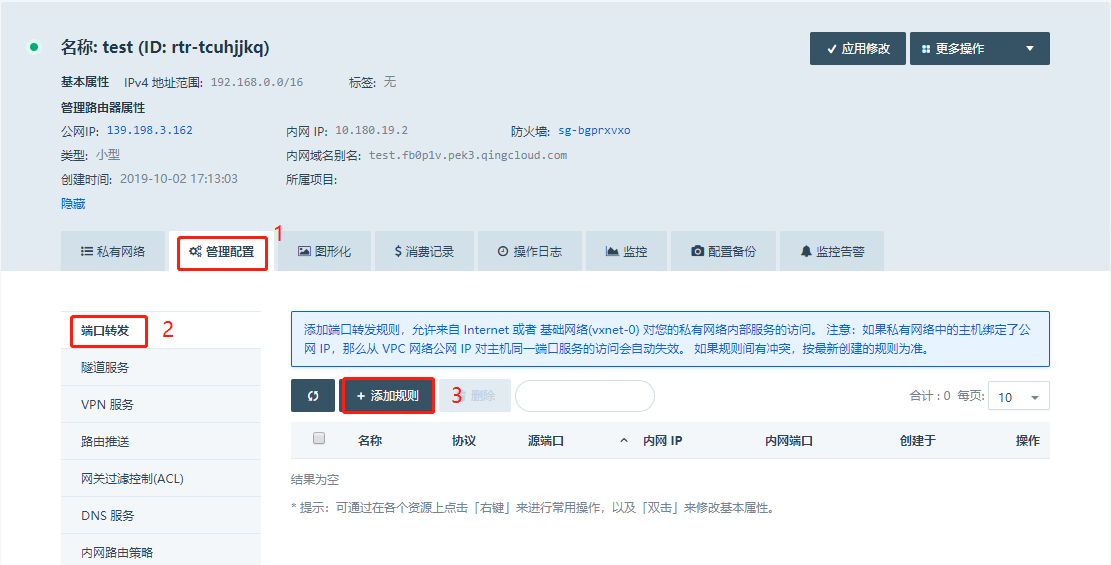 名称: test (ID: rtr-tcuhjjkq)
应用修改 更多操作
基本属性 IPv4 地址范围: 192.168.0.0/16 标签: 无
管理路由器属性
公网IP: 139.198.3.162 内网 IP: 10.180.19.2 防火墙: sg-bgprxvxo
类型: 小型 内网域名别名: test.fb0p1v.pek3.qingcloud.com
创建时间: 2019-10-02 17:13:03 所属项目:
隐藏
1
私有网络 管理配置 图形化 消费记录 操作日志 监控 配置备份 监控告警
端口转发 2
隧道服务
VPN 服务
路由推送
网关过滤控制(ACL)
DNS 服务
内网路由策略
添加端口转发规则，允许来自 Internet 或者 基础网络(vxnet-0) 对您的私有网络内部服务的访问。 注意：如果私有网络中的主机绑定了公
网 IP，那么从 VPC 网络公网 IP 对主机同一端口服务的访问会自动失效。 如果规则间有冲突，按最新创建的规则为准。
+ 添加规则 3 删除 合计 : 0 每页: 10
名称 协议 源端口 内网 IP 内网端口 创建于 操作
结果为空
* 提示：可通过在各个资源上点击「右键」来进行常用操作，以及「双击」来修改基本属性。